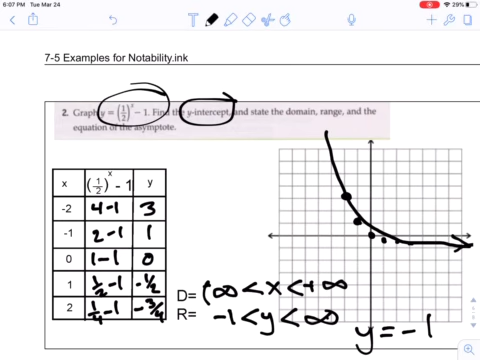 6:07 PM Tue Mar 24
29%
7-5 Examples for Notability.ink
2. Graph y = (1/2)^x − 1. Find the y-intercept, and state the domain, range, and the
equation of the asymptote.
x (1/2)^x - 1 y
-2 4-1 3
-1 2-1 1
0 1-1 0
1 1/2-1 -1/2
2 1/4-1 -3/4
D= (∞ < x < +∞
R= -1 < y < ∞
y = -1